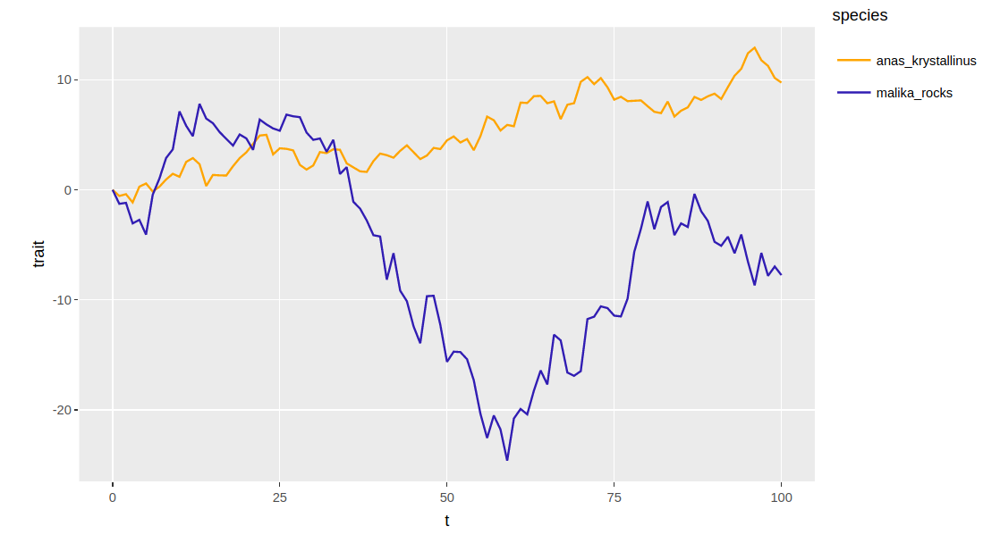 species
anas_krystallinus
malika_rocks
trait
10
0
-10
-20
0 25 50 75 100
t